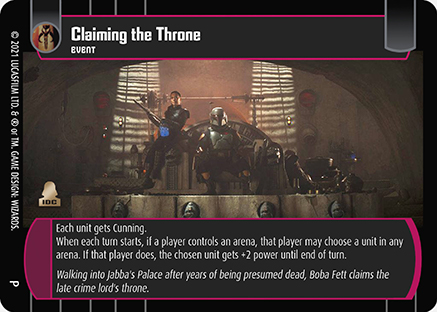 Claiming the Throne
EVENT
© 2021 LUCASFILM LTD. & ® or TM. GAME DESIGN: WIZARDS.
IDC
Each unit gets Cunning.
When each turn starts, if a player controls an arena, that player may choose a unit in any
arena. If that player does, the chosen unit gets +2 power until end of turn.
Walking into Jabba's Palace after years of being presumed dead, Boba Fett claims the
late crime lord's throne.
P